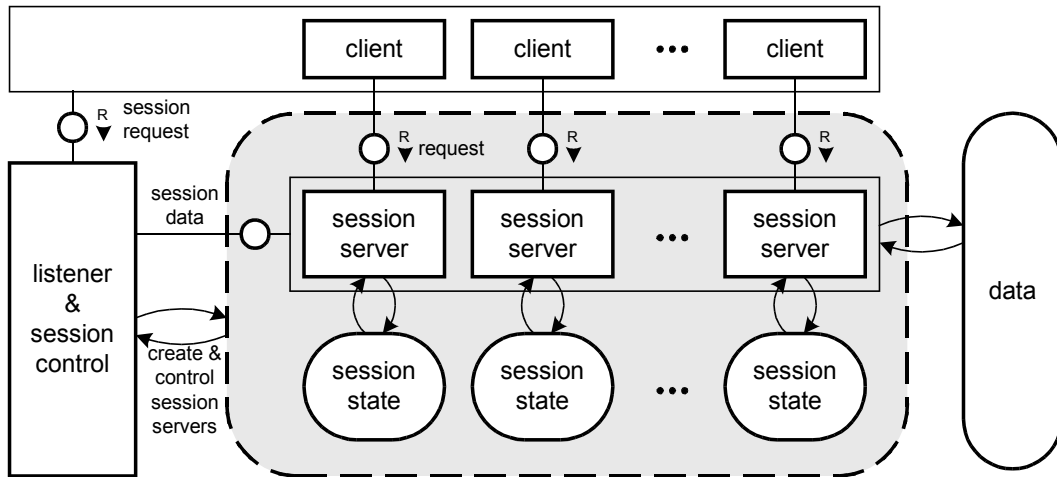 client
client
•••
client
R
session
request
R
request
R
R
session
data
session
server
session
server
•••
session
server
listener
&
session
control
data
create &
control
session
servers
session
state
session
state
•••
session
state